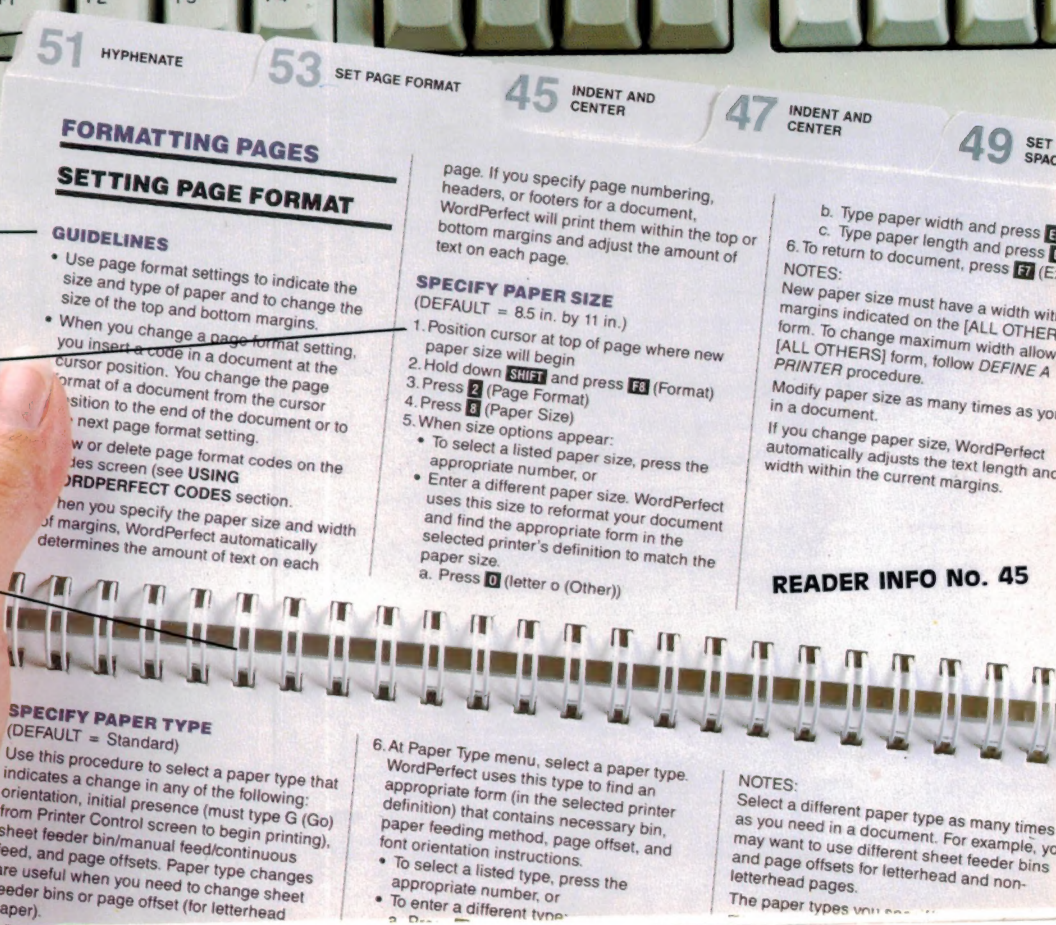 51 HYPHENATE
53 SET PAGE FORMAT
45 INDENT AND
CENTER
47 INDENT AND
CENTER
49 SET
FORMATTING PAGES
SETTING PAGE FORMAT
GUIDELINES
• Use page format settings to indicate the
size and type of paper and to change the
size of the top and bottom margins.
• When you change a page format setting,
you insert a code in a document at the
cursor position. You change the page
format of a document from the cursor
to the end of the document or to
next page format setting.
or delete page format codes on the
screen (see USING
WORDPERFECT CODES section.
When you specify the paper size and width
of margins, WordPerfect automatically
determines the amount of text on each
page. If you specify page numbering,
headers, or footers for a document,
WordPerfect will print them within the top or
bottom margins and adjust the amount of
text on each page.
SPECIFY PAPER SIZE
(DEFAULT = 8.5 in. by 11 in.)
1. Position cursor at top of page where new
paper size will begin
2. Hold down SHIFT and press F8 (Format)
3. Press 2 (Page Format)
4. Press 8 (Paper Size)
5. When size options appear:
• To select a listed paper size, press the
appropriate number, or
• Enter a different paper size. WordPerfect
uses this size to reformat your document
and find the appropriate form in the
selected printer's definition to match the
paper size.
a. Press O (letter o (Other))
b. Type paper width and press
c. Type paper length and press
6. To return to document, press F7
NOTES:
New paper size must have a width
margins indicated on the [ALL OTHER
form. To change maximum width
[ALL OTHERS] form, follow DEFINE A
PRINTER procedure.
Modify paper size as many times as
in a document.
If you change paper size, WordPerfect
automatically adjusts the text length and
width within the current margins.
READER INFO No. 45
SPECIFY PAPER TYPE
(DEFAULT = Standard)
Use this procedure to select a paper type that
indicates a change in any of the following:
orientation, initial presence (must type G (Go)
from Printer Control screen to begin printing),
sheet feeder bin/manual feed/continuous
feed, and page offsets. Paper type changes
are useful when you need to change sheet
feeder bins or page offset (for letterhead
paper).
6. At Paper Type menu, select a paper type.
WordPerfect uses this type to find an
appropriate form (in the selected printer
definition) that contains necessary bin,
paper feeding method, page offset, and
font orientation instructions.
• To select a listed type, press the
appropriate number, or
• To enter a different type:
NOTES:
Select a different paper type as many times
as you need in a document. For example,
may want to use different sheet feeder bins
and page offsets for letterhead and non-
letterhead pages.
The paper types you